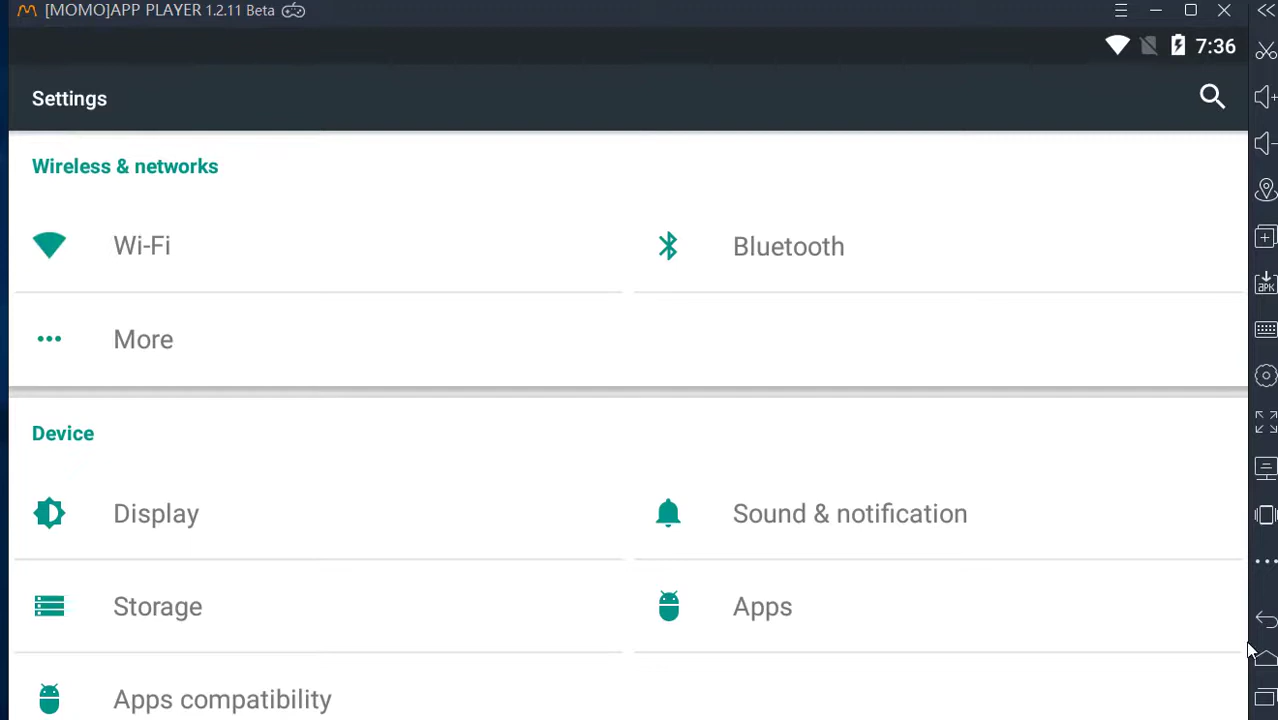 [MOMO]APP PLAYER 1.2.11 Beta
7:36
Settings
Wireless & networks
Wi-Fi
Bluetooth
More
Device
Display
Sound & notification
Storage
Apps
Apps compatibility
APK